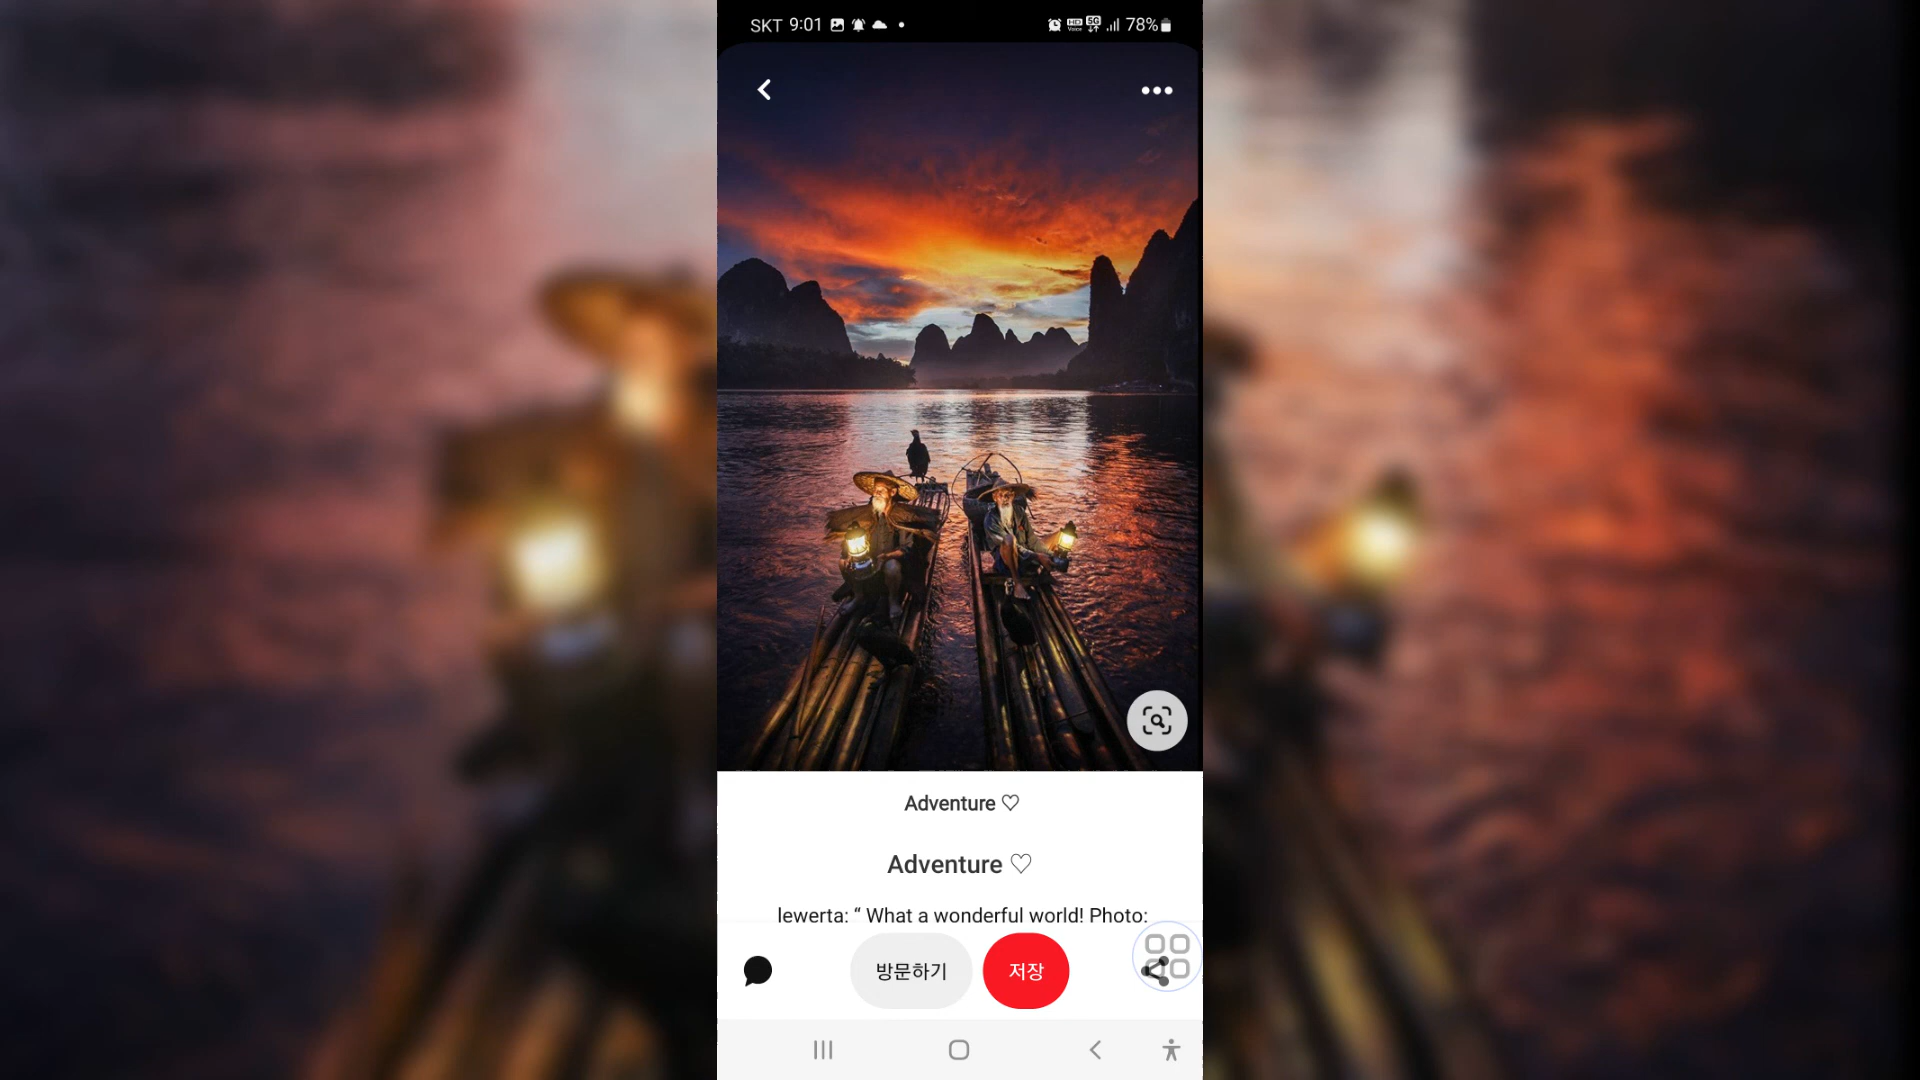 SKT 9:01 78%
Adventure ♡
Adventure ♡
lewerta: “ What a wonderful world! Photo:
방문하기 저장